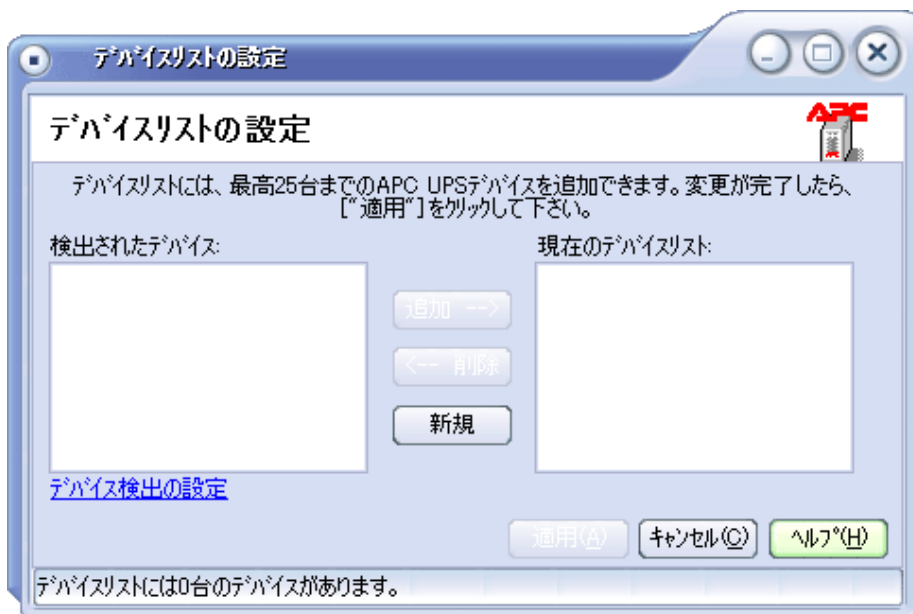 デバイスリストの設定
デバイスリストの設定
APC
デバイスリストには、最高25台までのAPC UPSデバイスを追加できます。変更が完了したら、
["適用"]をクリックして下さい。
検出されたデバイス:
現在のデバイスリスト:
追加 -->
<-- 削除
新規
デバイス検出の設定
適用(A)
キャンセル(C)
ヘルプ(H)
デバイスリストには0台のデバイスがあります。